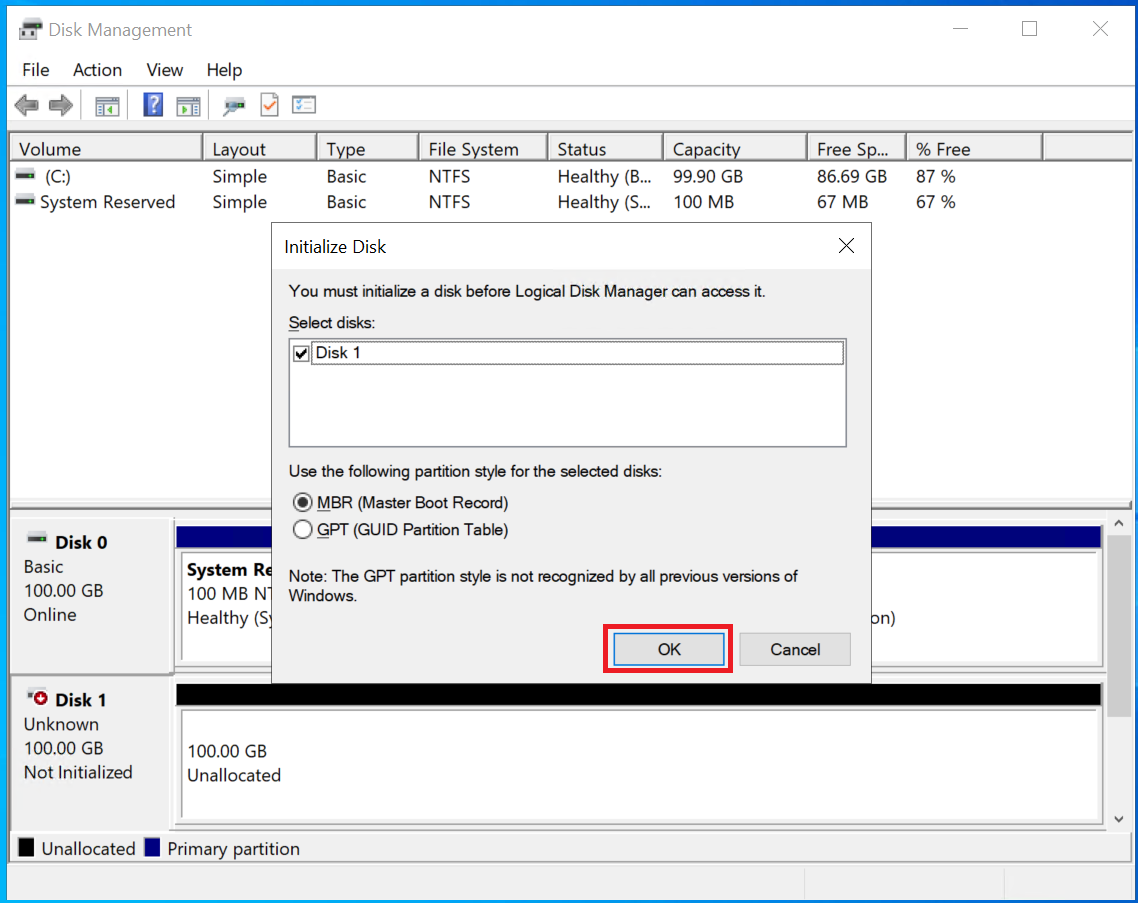 Disk Management
File Action View Help
Volume Layout Type File System Status Capacity Free Sp... % Free
(C:) Simple Basic NTFS Healthy (B... 99.90 GB 86.69 GB 87 %
System Reserved Simple Basic NTFS Healthy (S... 100 MB 67 MB 67 %
Initialize Disk
You must initialize a disk before Logical Disk Manager can access it.
Select disks:
Disk 1
Use the following partition style for the selected disks:
MBR (Master Boot Record)
GPT (GUID Partition Table)
Note: The GPT partition style is not recognized by all previous versions of
Windows.
OK Cancel
Disk 0
Basic
100.00 GB
Online
System Re
100 MB NT
Healthy (Sy
on)
Disk 1
Unknown
100.00 GB
Not Initialized
100.00 GB
Unallocated
Unallocated Primary partition